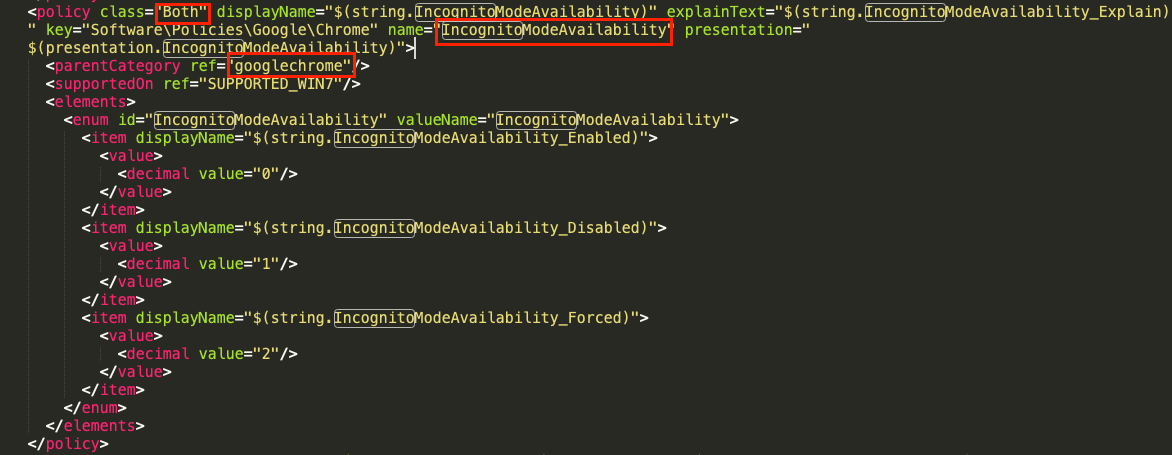 <policy class="Both" displayName="$(string.IncognitoModeAvailability)" explainText="$(string.IncognitoModeAvailability_Explain)
" key="Software\Policies\Google\Chrome" name="IncognitoModeAvailability" presentation="
$(presentation.IncognitoModeAvailability)">
<parentCategory ref="googlechrome"/>
<supportedOn ref="SUPPORTED_WIN7"/>
<elements>
<enum id="IncognitoModeAvailability" valueName="IncognitoModeAvailability">
<item displayName="$(string.IncognitoModeAvailability_Enabled)">
<value>
<decimal value="0"/>
</value>
</item>
<item displayName="$(string.IncognitoModeAvailability_Disabled)">
<value>
<decimal value="1"/>
</value>
</item>
<item displayName="$(string.IncognitoModeAvailability_Forced)">
<value>
<decimal value="2"/>
</value>
</item>
</enum>
</elements>
</policy>